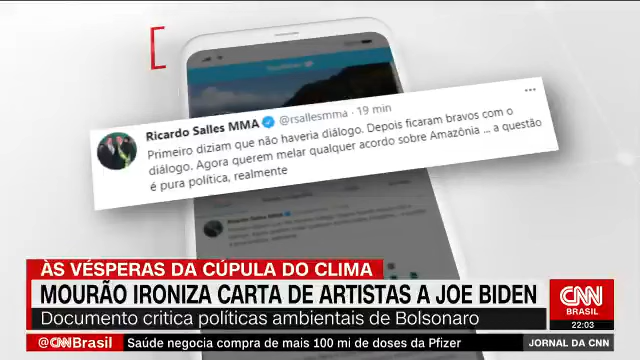 Ricardo Salles MMA @rsallesmma · 19 min
Primeiro diziam que não haveria diálogo. Depois ficaram bravos com o
diálogo. Agora querem melar qualquer acordo sobre Amazônia ... a questão
é pura política, realmente
ÀS VÉSPERAS DA CÚPULA DO CLIMA
MOURÃO IRONIZA CARTA DE ARTISTAS A JOE BIDEN
Documento critica políticas ambientais de Bolsonaro
CNN
BRASIL
22:03
@CNNBrasil
Saúde negocia compra de mais 100 mi de doses da Pfizer
JORNAL DA CNN